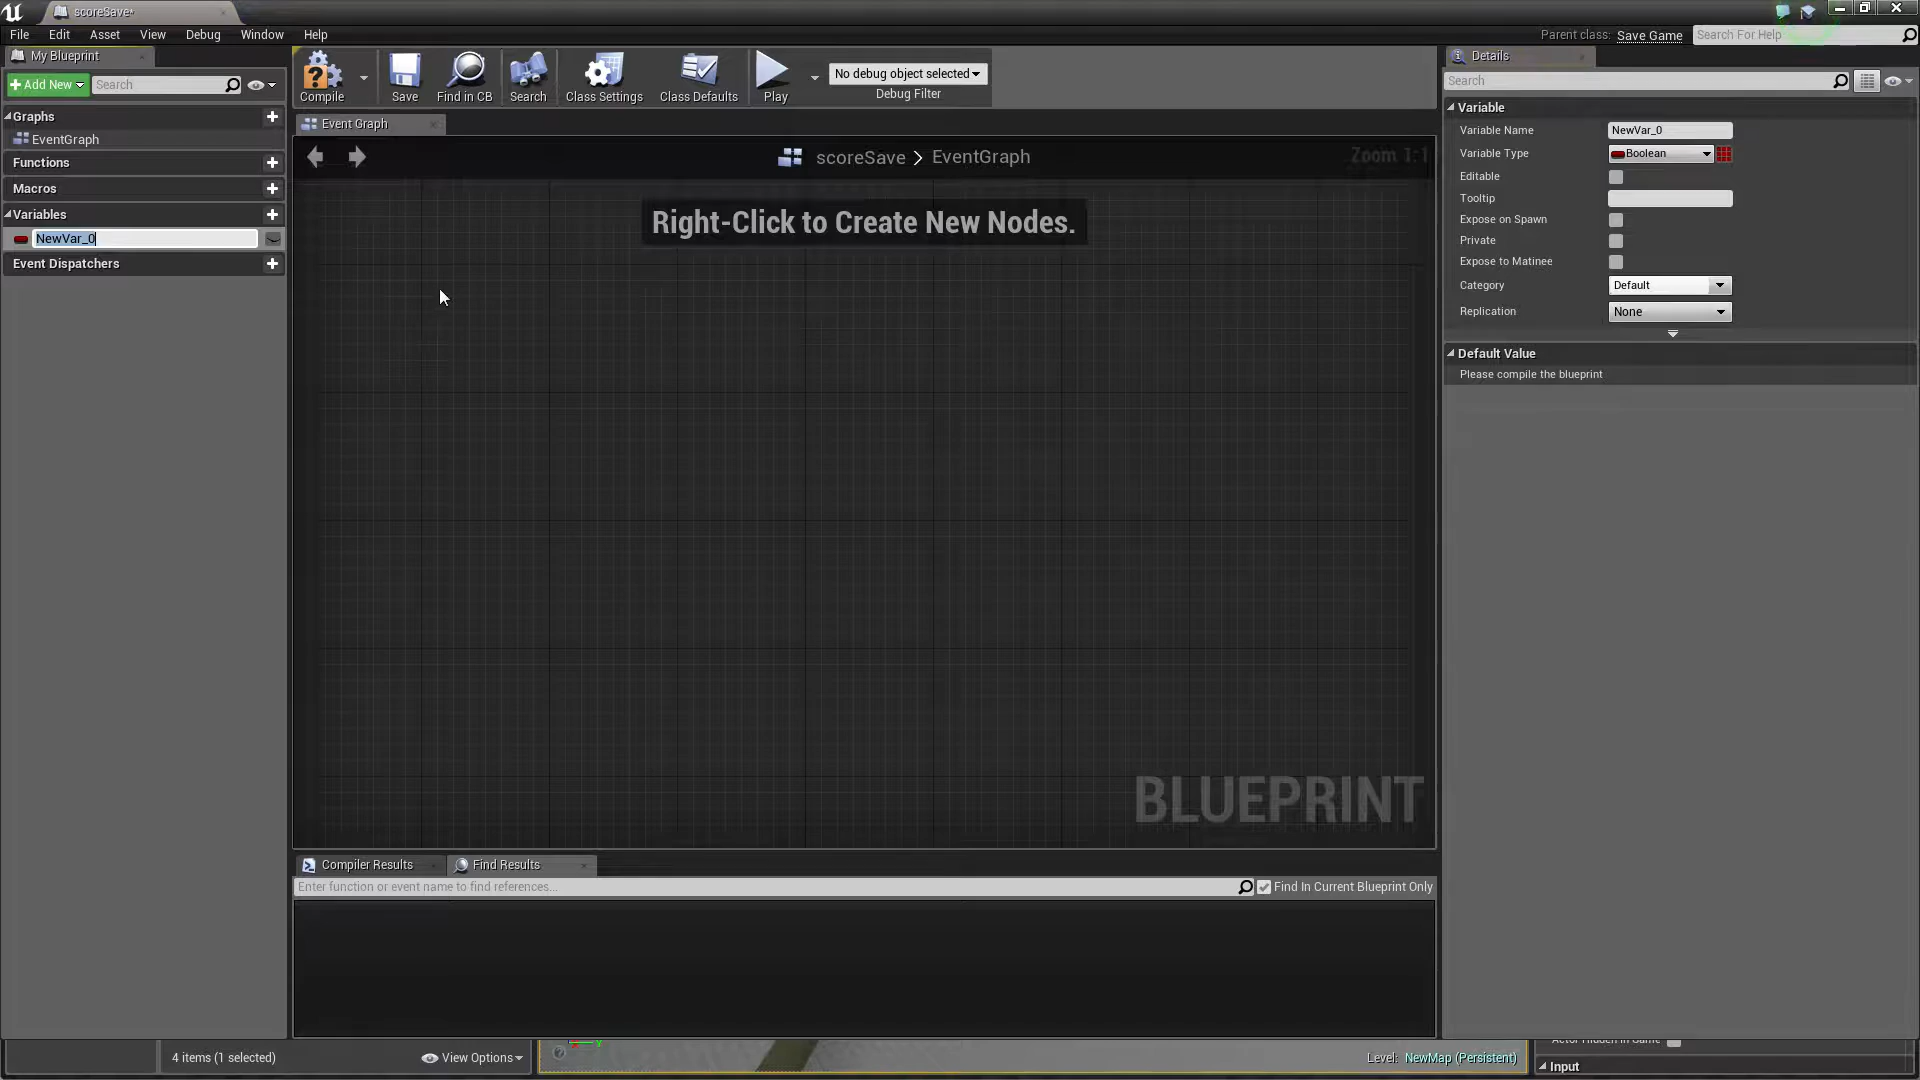 scoreSave*
File Edit Asset View Debug Window Help
Parent class: Save Game Search For Help
My Blueprint
Add New Search
Graphs
EventGraph
Functions
Macros
Variables
NewVar_0
Event Dispatchers
Compile Save Find in CB Search Class Settings Class Defaults Play
No debug object selected
Debug Filter
Event Graph
scoreSave > EventGraph
Zoom 1:1
Right-Click to Create New Nodes.
BLUEPRINT
Compiler Results Find Results
Enter function or event name to find references...
Find In Current Blueprint Only
Details
Search
Variable
Variable Name NewVar_0
Variable Type Boolean
Editable
Tooltip
Expose on Spawn
Private
Expose to Matinee
Category Default
Replication None
Default Value
Please compile the blueprint
4 items (1 selected) View Options
Level: NewMap (Persistent)
Actor Hidden In Game
Input